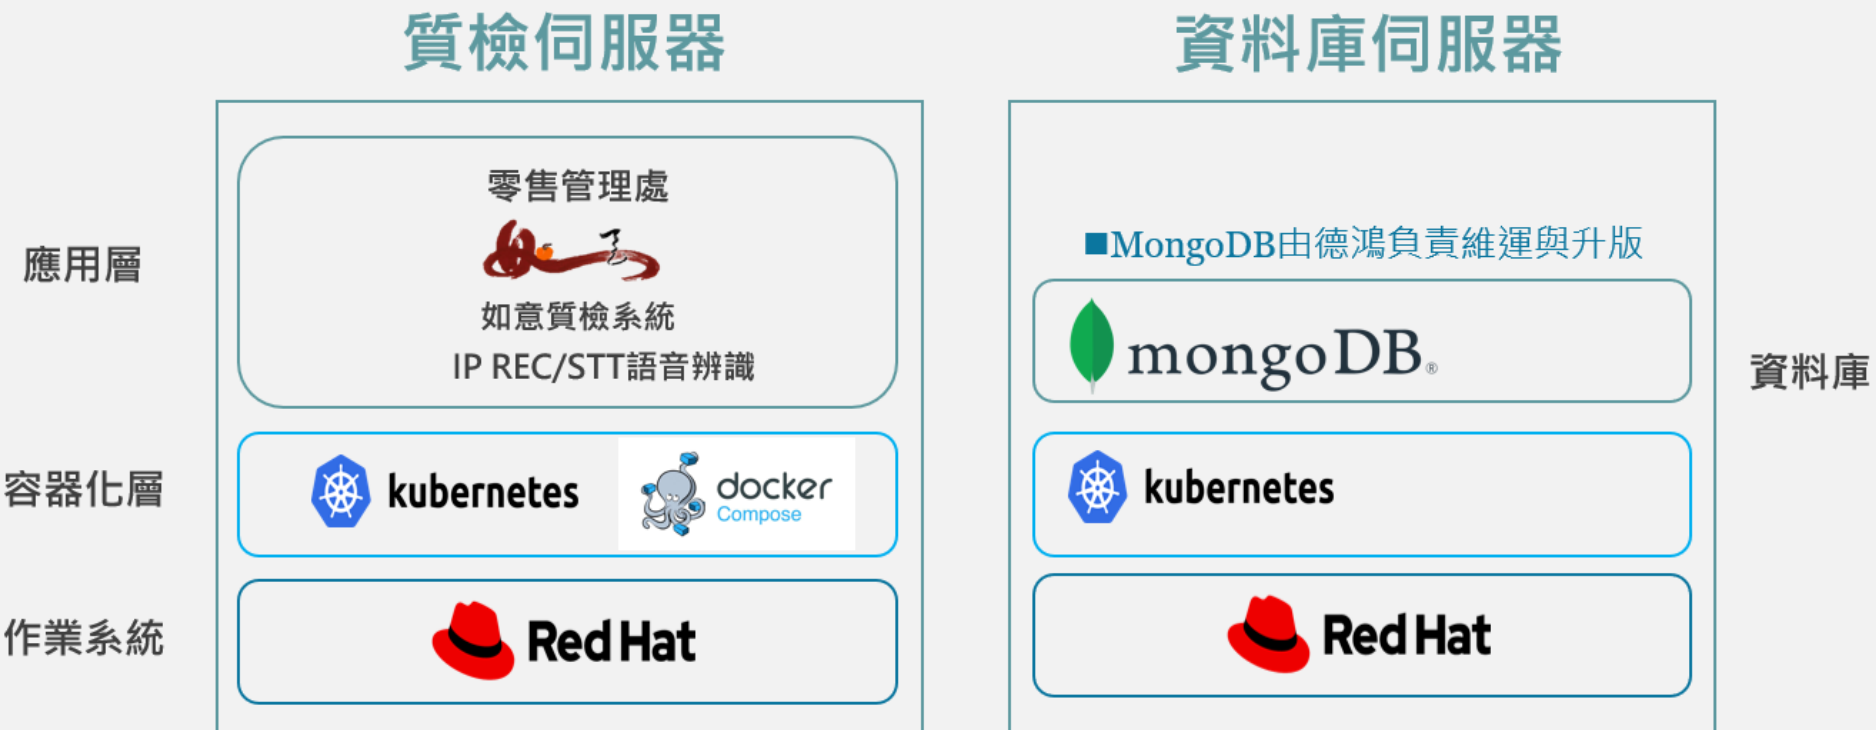 質檢伺服器
資料庫伺服器
零售管理處
如意
如意質檢系統
IP REC/STT語音辨識
應用層
■MongoDB由德鴻負責維運與升版
mongoDB®
資料庫
容器化層
kubernetes
docker
Compose
kubernetes
作業系統
Red Hat
Red Hat